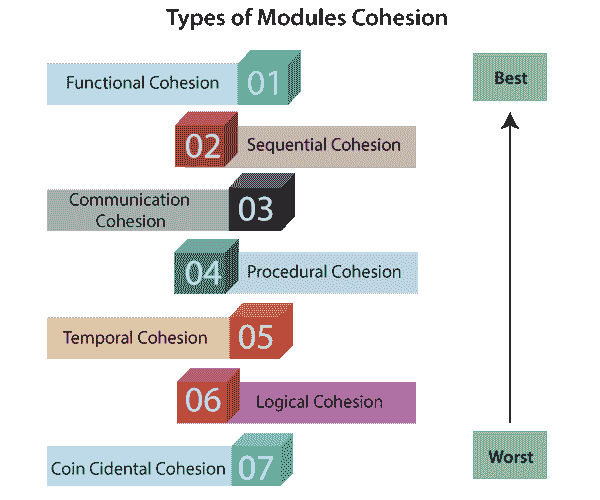 Types of Modules Cohesion
Functional Cohesion 01
Best
02 Sequential Cohesion
Communication
Cohesion
03
04 Procedural Cohesion
Temporal Cohesion 05
06 Logical Cohesion
Coin Cidental Cohesion 07
Worst